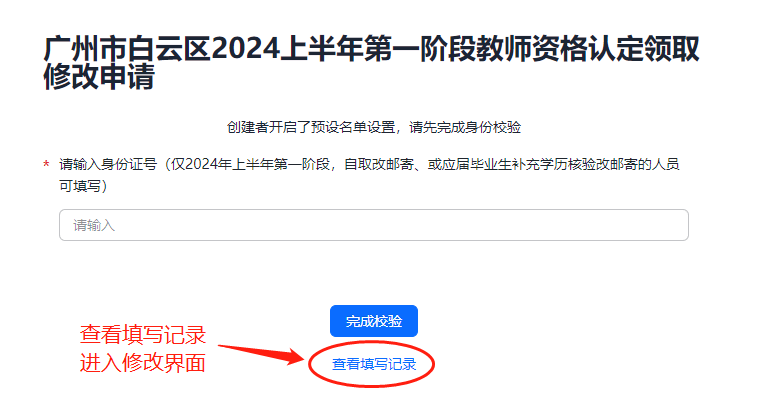 广州市白云区2024上半年第一阶段教师资格认定领取
修改申请
创建者开启了预设名单设置，请先完成身份校验
* 请输入身份证号（仅2024年上半年第一阶段，自取改邮寄、或应届毕业生补充学历核验改邮寄的人员
可填写）
请输入
完成校验
查看填写记录
进入修改界面
查看填写记录